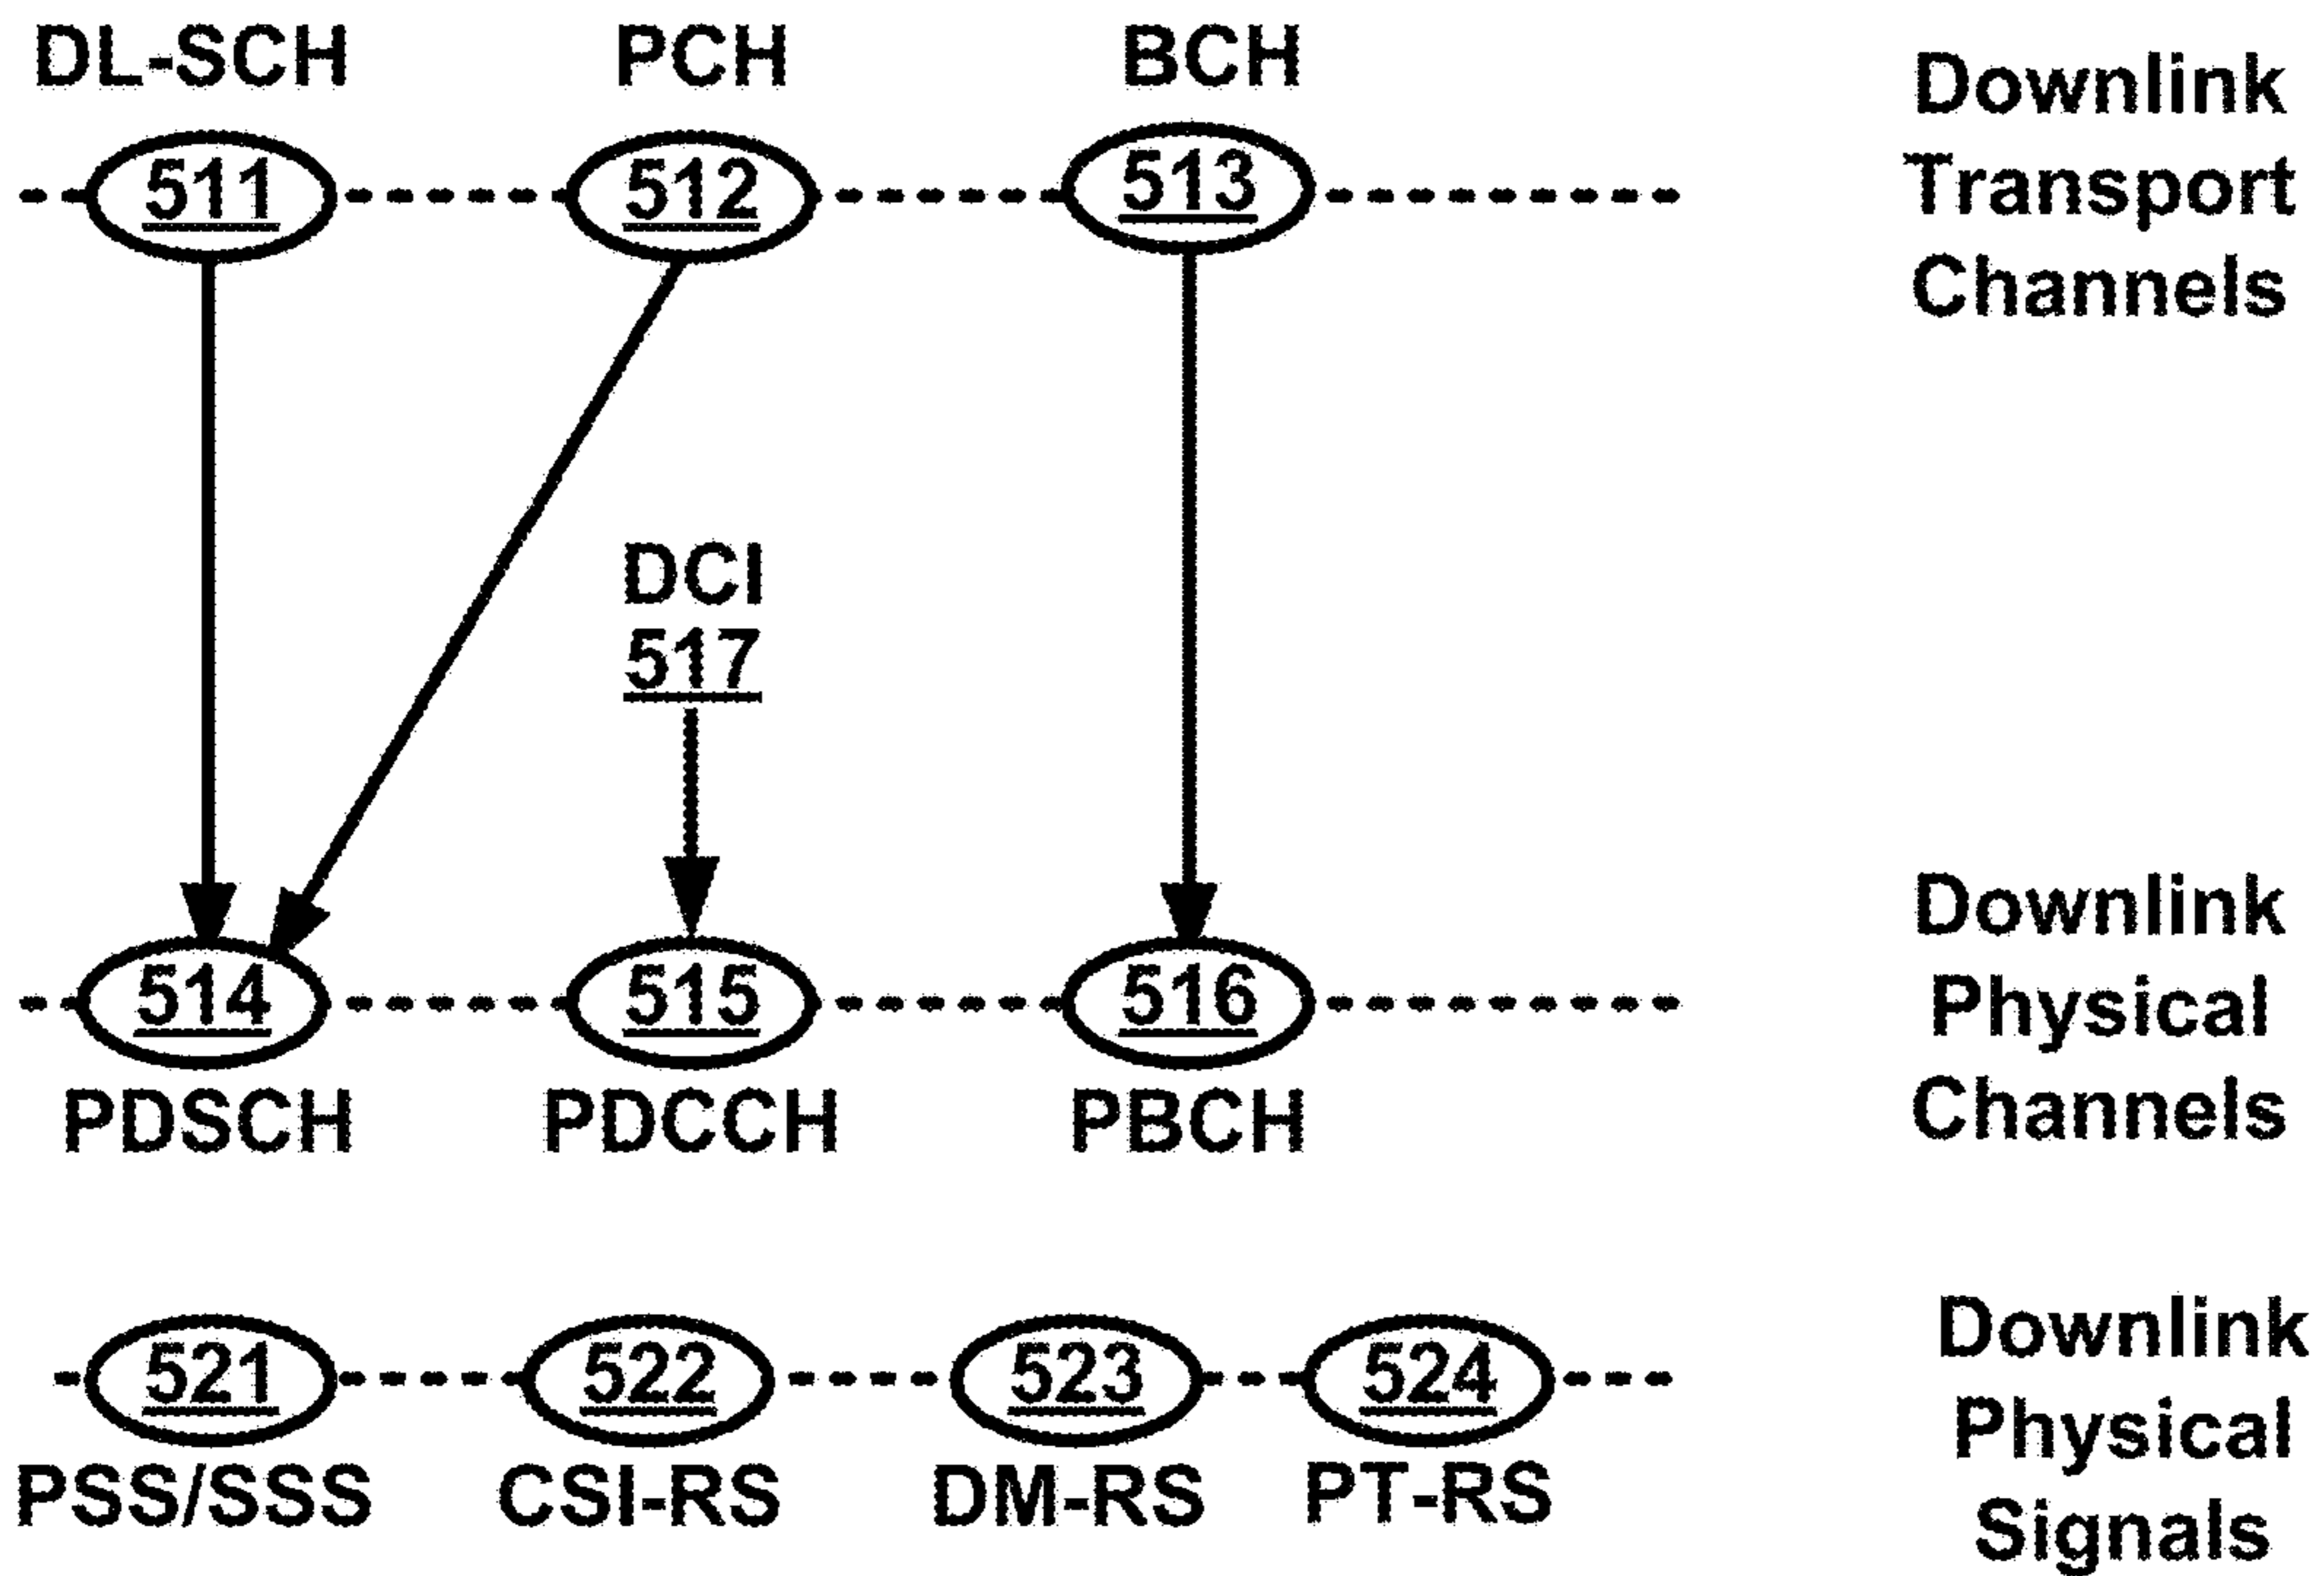 DL-SCH PCH BCH
511 512 513
Downlink
Transport
Channels
DCI
517
514 515 516
PDSCH PDCCH PBCH
Downlink
Physical
Channels
521 522 523 524
PSS/SSS CSI-RS DM-RS PT-RS
Downlink
Physical
Signals